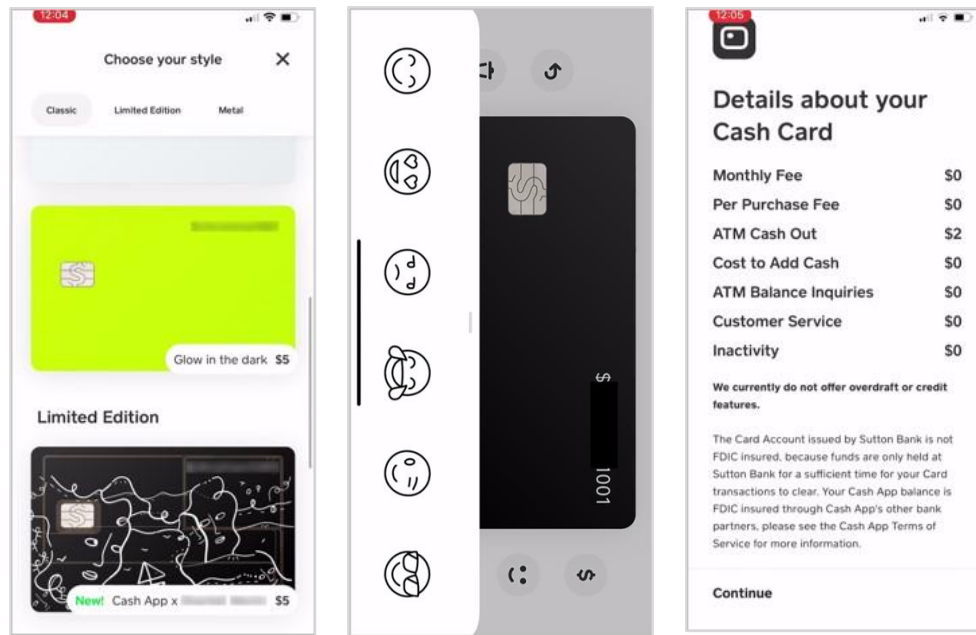 12:04
Choose your style
Classic Limited Edition Metal
Glow in the dark $5
Limited Edition
New! Cash App x $5
$
1001
12:05
Details about your
Cash Card
Monthly Fee $0
Per Purchase Fee $0
ATM Cash Out $2
Cost to Add Cash $0
ATM Balance Inquiries $0
Customer Service $0
Inactivity $0
We currently do not offer overdraft or credit
features.
The Card Account issued by Sutton Bank is not
FDIC insured, because funds are only held at
Sutton Bank for a sufficient time for your Card
transactions to clear. Your Cash App balance is
FDIC insured through Cash App's other bank
partners, please see the Cash App Terms of
Service for more information.
Continue